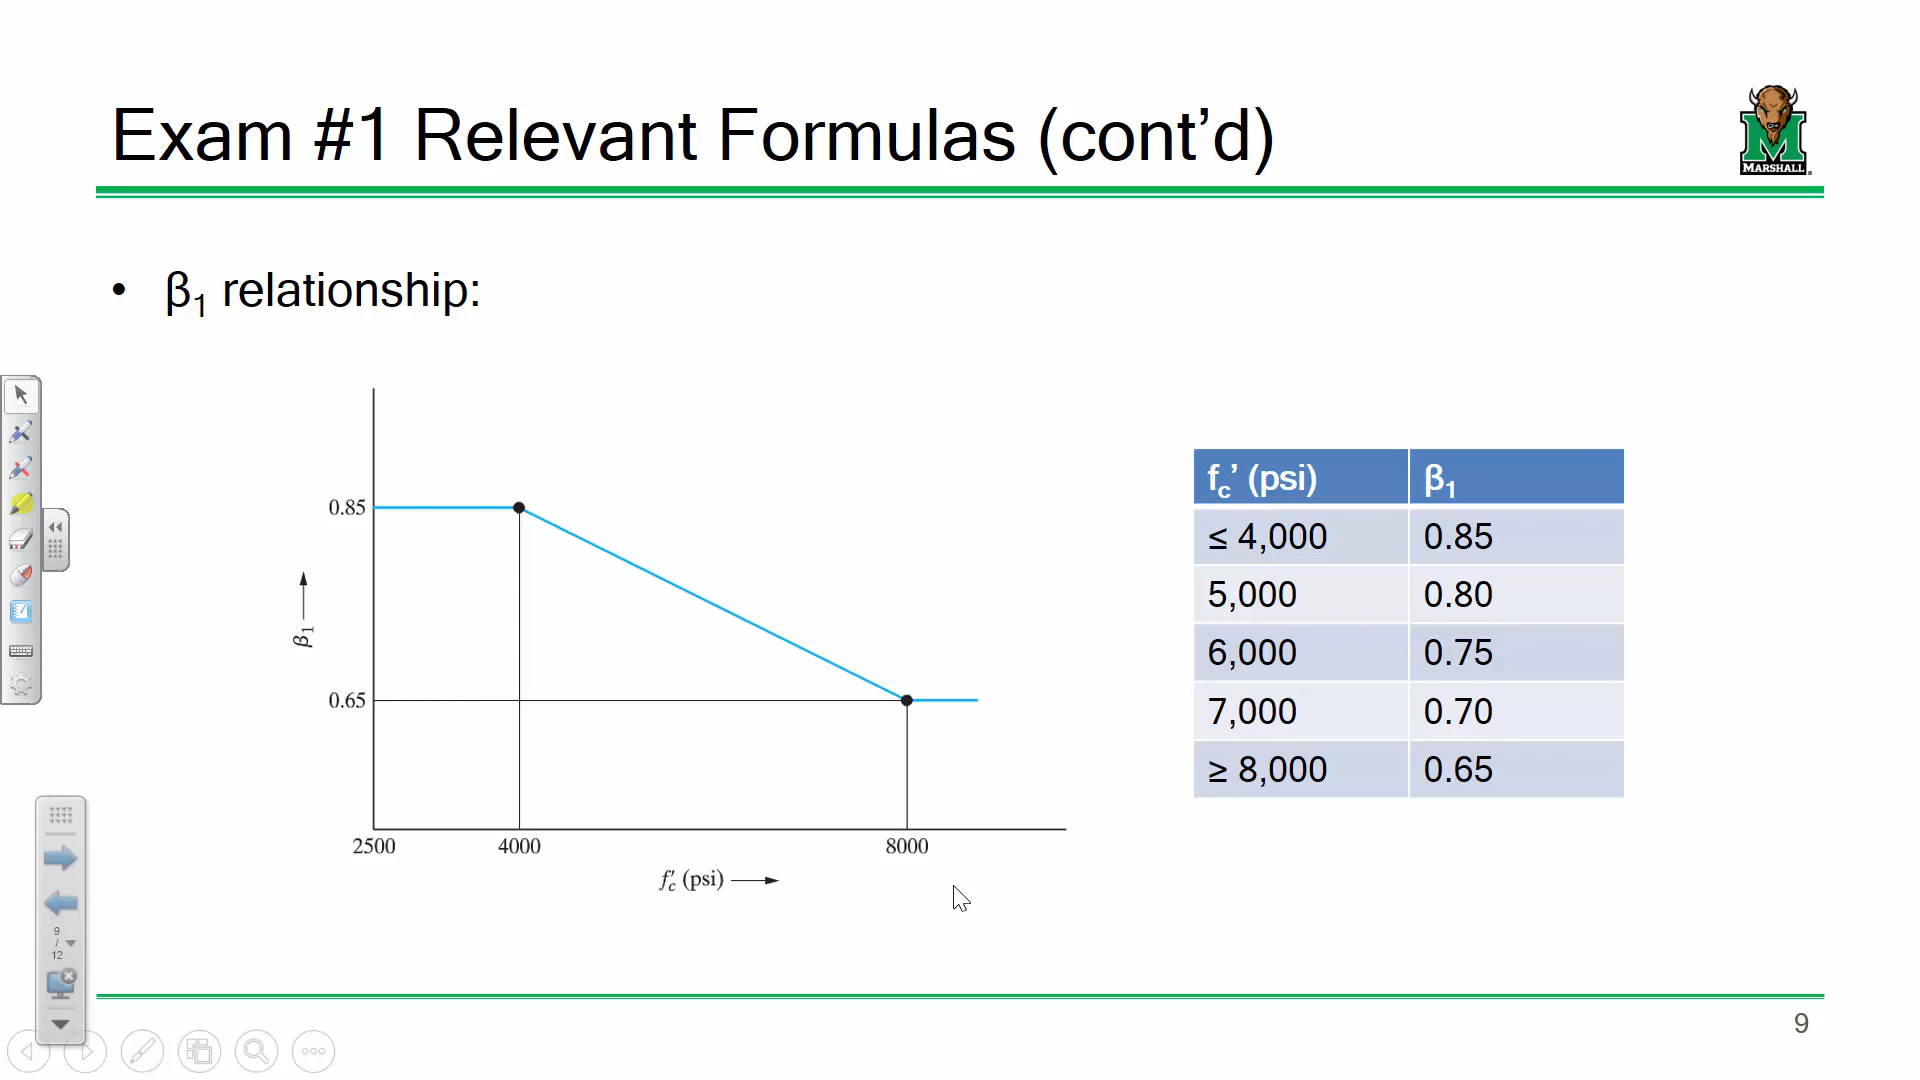 Exam #1 Relevant Formulas (cont’d)
MARSHALL
• β₁ relationship:
0.85
β₁
0.65
2500 4000 8000
f′c (psi)
fc’ (psi) β₁
≤ 4,000 0.85
5,000 0.80
6,000 0.75
7,000 0.70
≥ 8,000 0.65
9
/
12
9